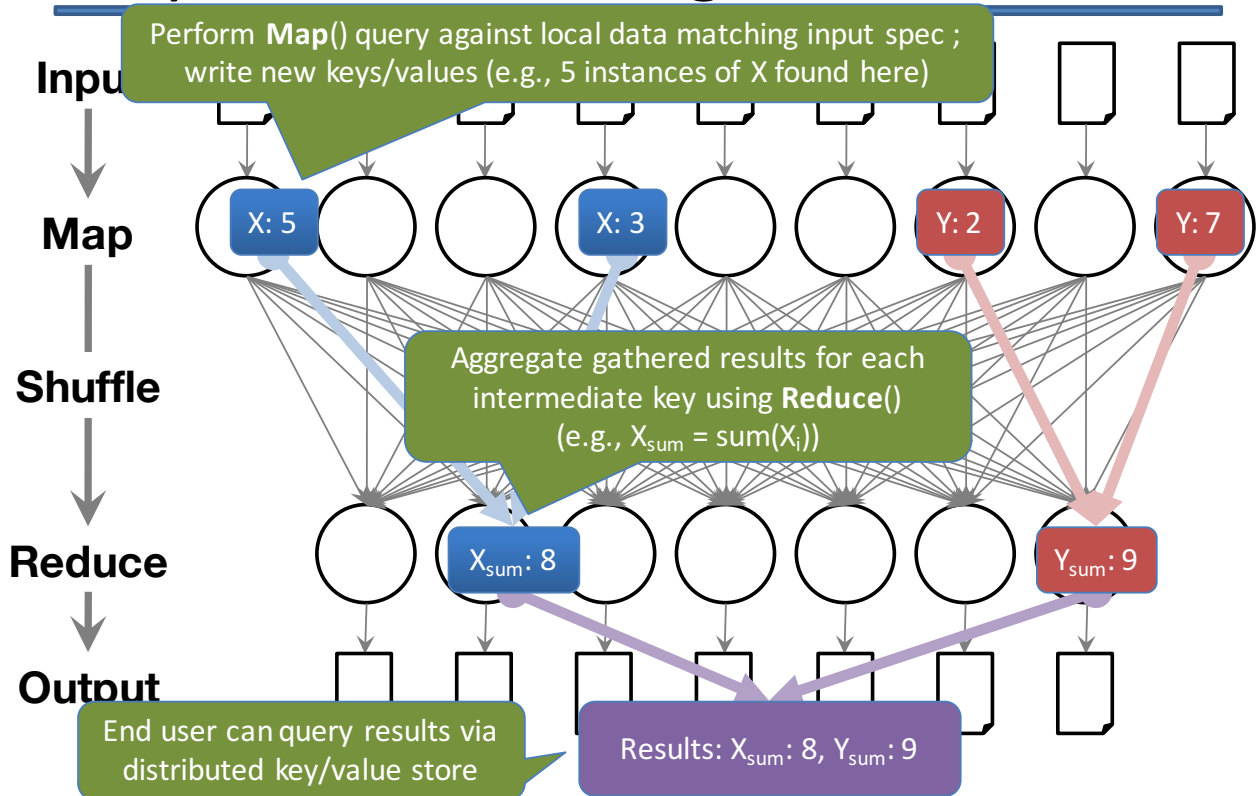 Perform Map() query against local data matching input spec ;
write new keys/values (e.g., 5 instances of X found here)
Map
X: 5
X: 3
Y: 2
Y: 7
Shuffle
Aggregate gathered results for each
intermediate key using Reduce()
(e.g., Xsum = sum(Xi))
Reduce
Xsum: 8
Ysum: 9
Output
End user can query results via
distributed key/value store
Results: Xsum: 8, Ysum: 9